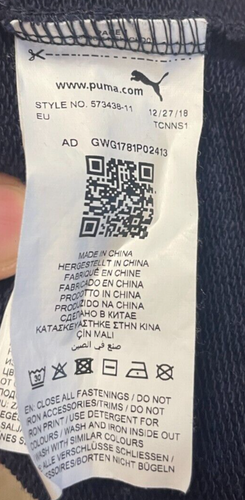 www.puma.com
STYLE NO. 573438-11 12/27/18
EU TCNNS1
AD GWG1781P02413
MADE IN CHINA
HERGESTELLT IN CHINA
FABRIQUÉ EN CHINE
FABRICADO EN CHINA
PRODOTTO IN CHINA
PRODUZIDO NA CHINA
СДЕЛАНО В КИТАЕ
ΚΑΤΑΣΚΕΥΑΣΤΗΚΕ ΣΤΗΝ ΚΙΝΑ
ÇİN MALI
صنع في الصين
30
EN: CLOSE ALL FASTENINGS / DO NOT
IRON ACCESSORIES/TRIMS / DO NOT
IRON PRINT / USE DETERGENT FOR
COLOURS / WASH AND IRON INSIDE OUT
/ WASH WITH SIMILAR COLOURS
ALLE VERSCHLÜSSE SCHLIESSEN /
NICHT BÜGELN